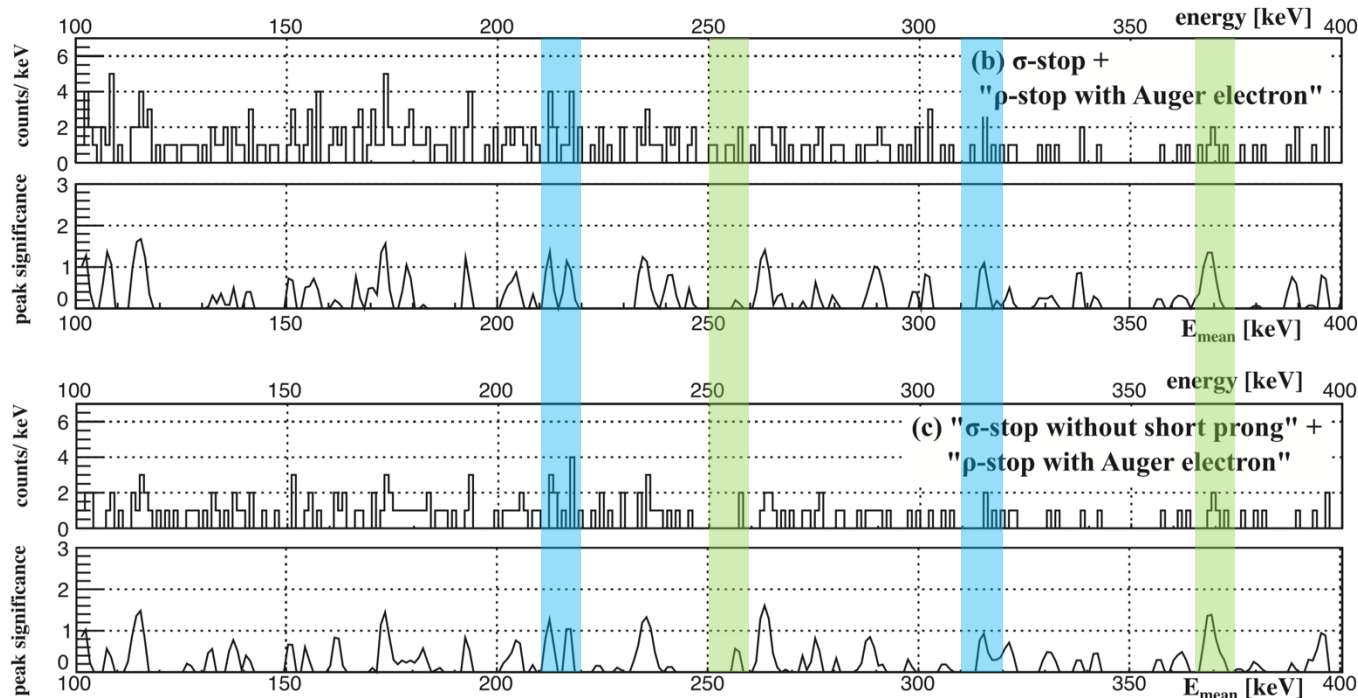 100 150 200 250 300 350 energy [keV] 400
counts/ keV
6
4
2
0
(b) σ-stop +
"ρ-stop with Auger electron"
peak significance
3
2
1
0
100 150 200 250 300 350 400
E_mean [keV]
100 150 200 250 300 350 energy [keV] 400
counts/ keV
6
4
2
0
(c) "σ-stop without short prong" +
"ρ-stop with Auger electron"
peak significance
3
2
1
0
100 150 200 250 300 350 400
E_mean [keV]